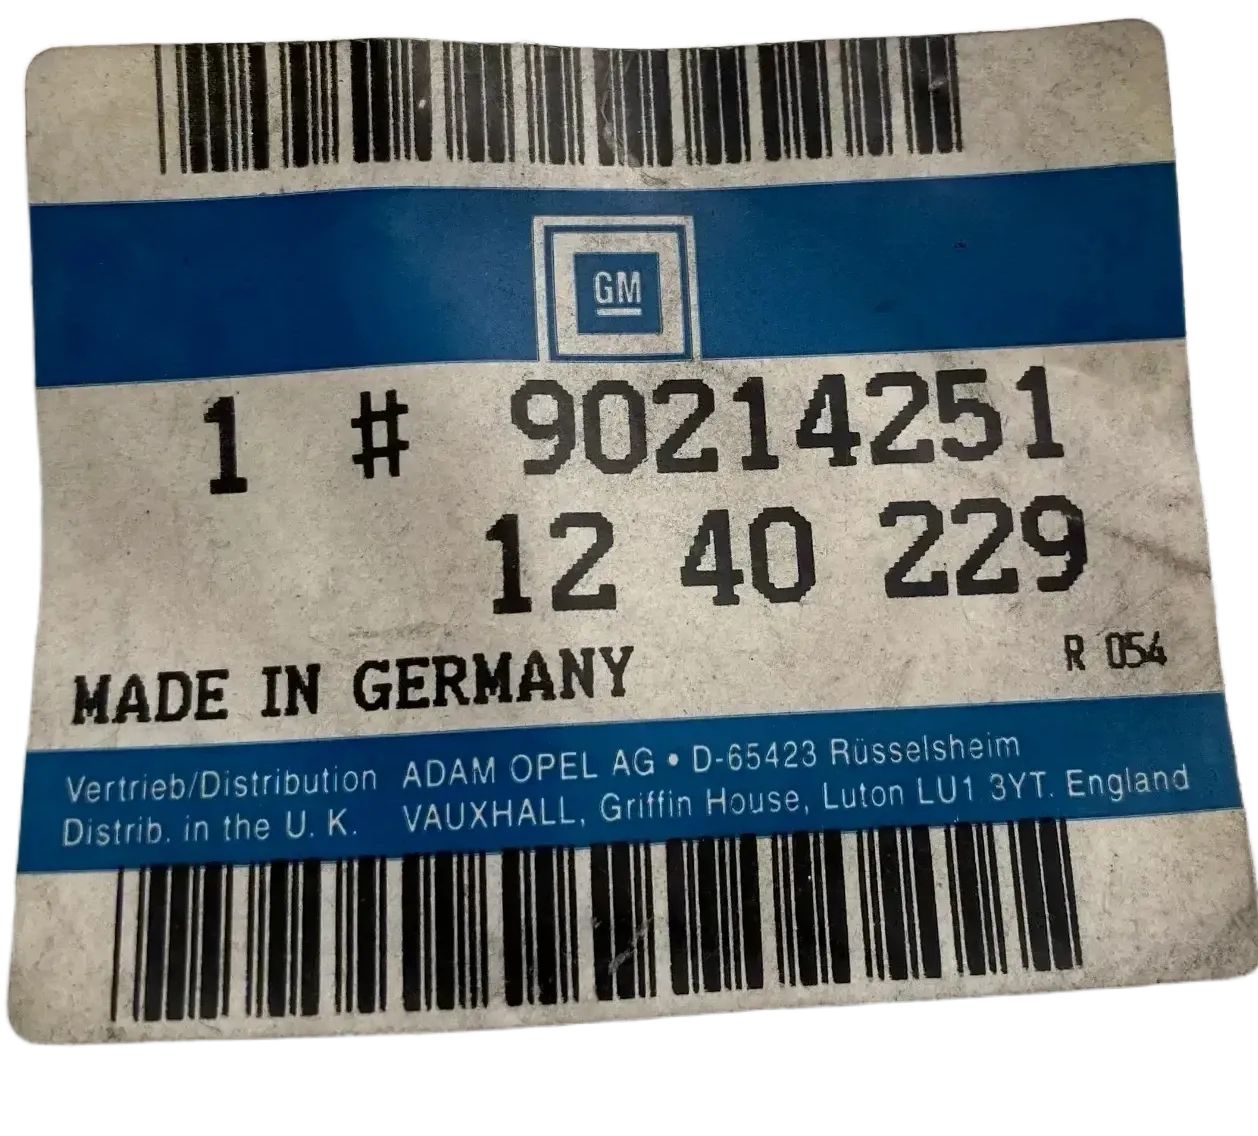 GM
1 # 90214251
12 40 229
MADE IN GERMANY
R 054
Vertrieb/Distribution ADAM OPEL AG • D-65423 Rüsselsheim
Distrib. in the U. K. VAUXHALL, Griffin House, Luton LU1 3YT. England